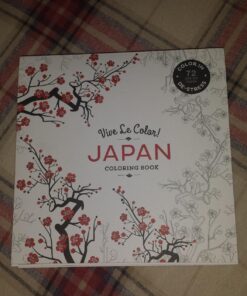 COLOR IN
72
DE-STRESS
Vive Le Color!
JAPAN
COLORING BOOK